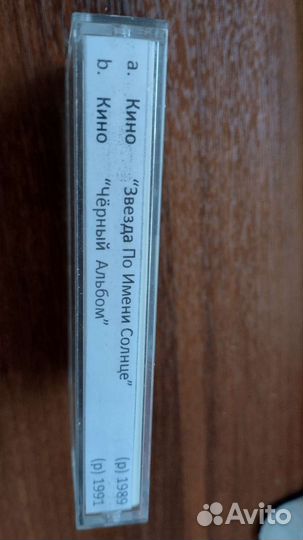 a. Кино "Звезда По Имени Солнце" (p) 1989
b. Кино "Чёрный Альбом" (p) 1991
Avito